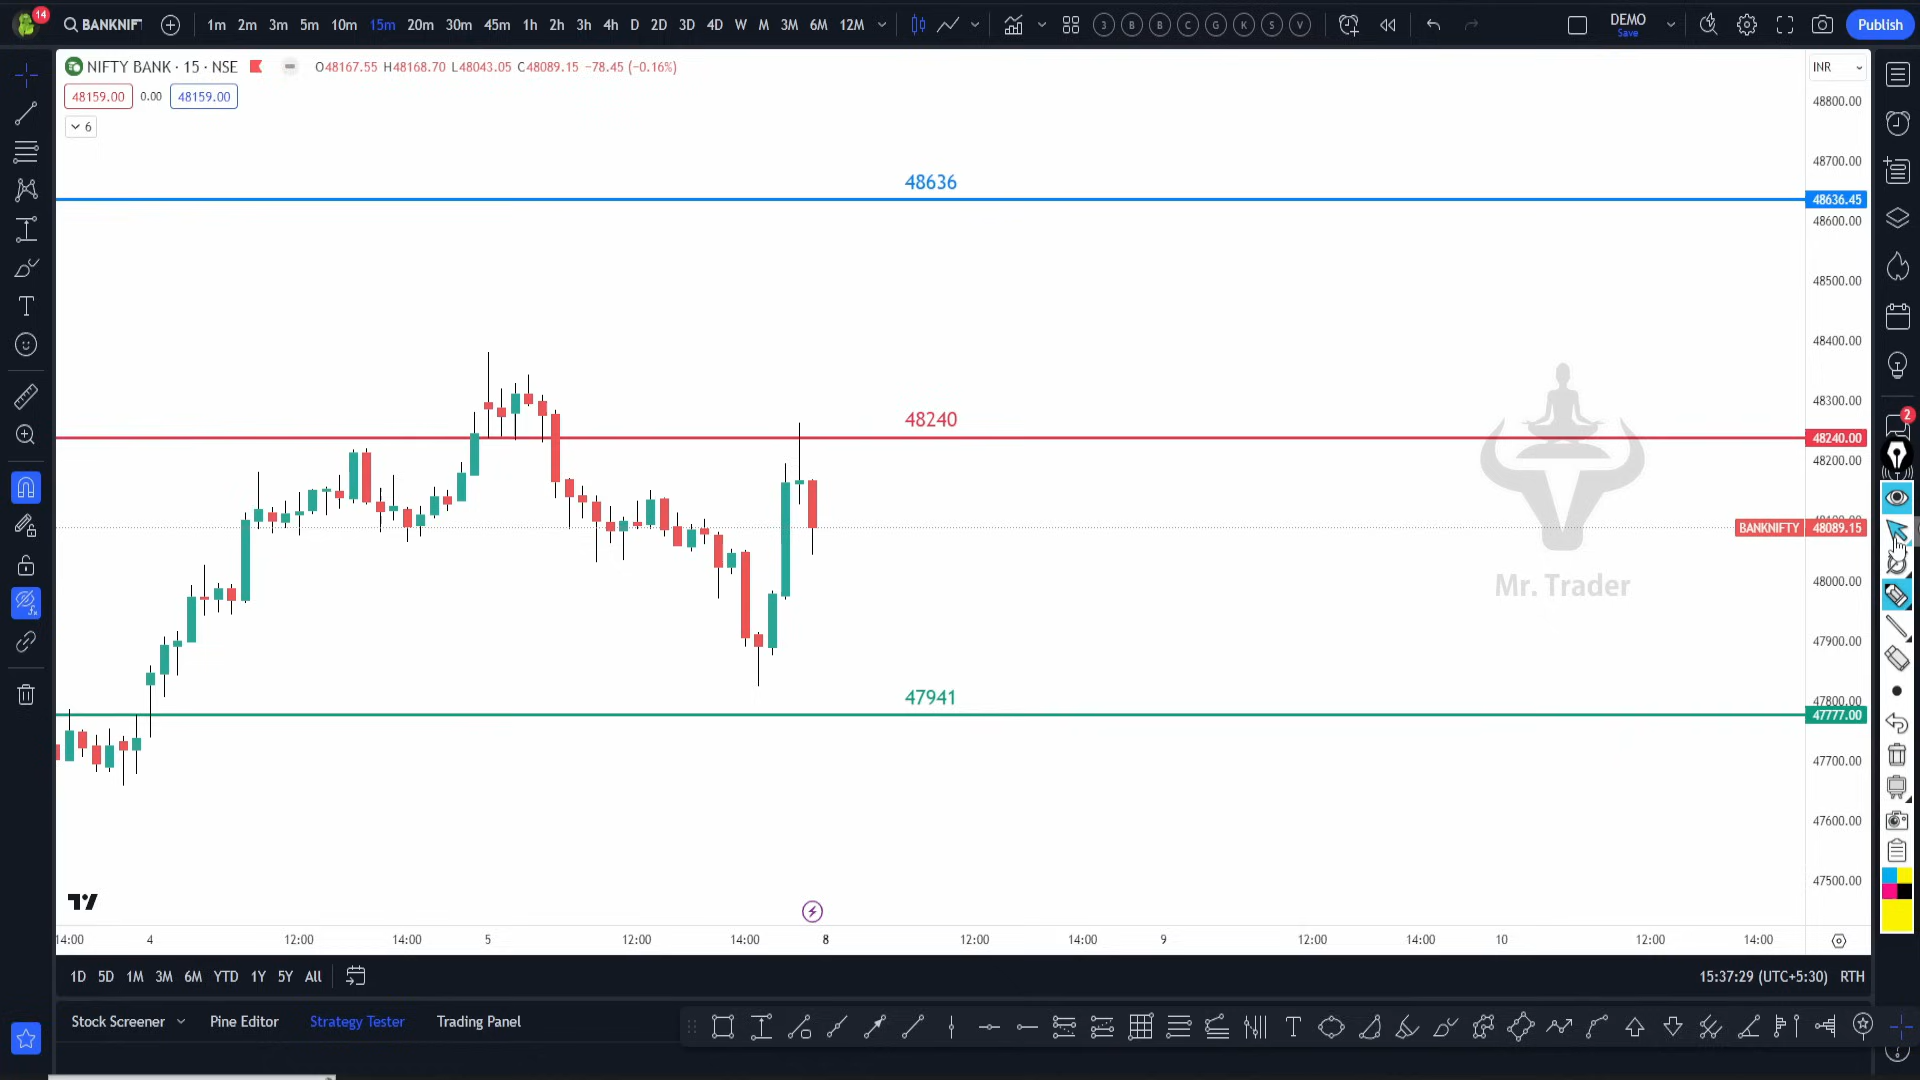 14
BANKNIFT
1m 2m 3m 5m 10m 15m 20m 30m 45m 1h 2h 3h 4h D 2D 3D 4D W M 3M 6M 12M
3 B B C G K S V
DEMO
Save
Publish
NIFTY BANK · 15 · NSE
O48167.55 H48168.70 L48043.05 C48089.15 −78.45 (−0.16%)
INR
48159.00 0.00 48159.00
6
48800.00
48700.00
48636
48636.45
48600.00
48500.00
48400.00
48300.00
2
48240
48240.00
48200.00
BANKNIFTY 48089.15
48000.00
Mr. Trader
47900.00
47941
47800.00
47777.00
47700.00
47600.00
47500.00
14:00 4 12:00 14:00 5 12:00 14:00 8 12:00 14:00 9 12:00 14:00 10 12:00 14:00
1D 5D 1M 3M 6M YTD 1Y 5Y All
15:37:29 (UTC+5:30) RTH
Stock Screener Pine Editor Strategy Tester Trading Panel